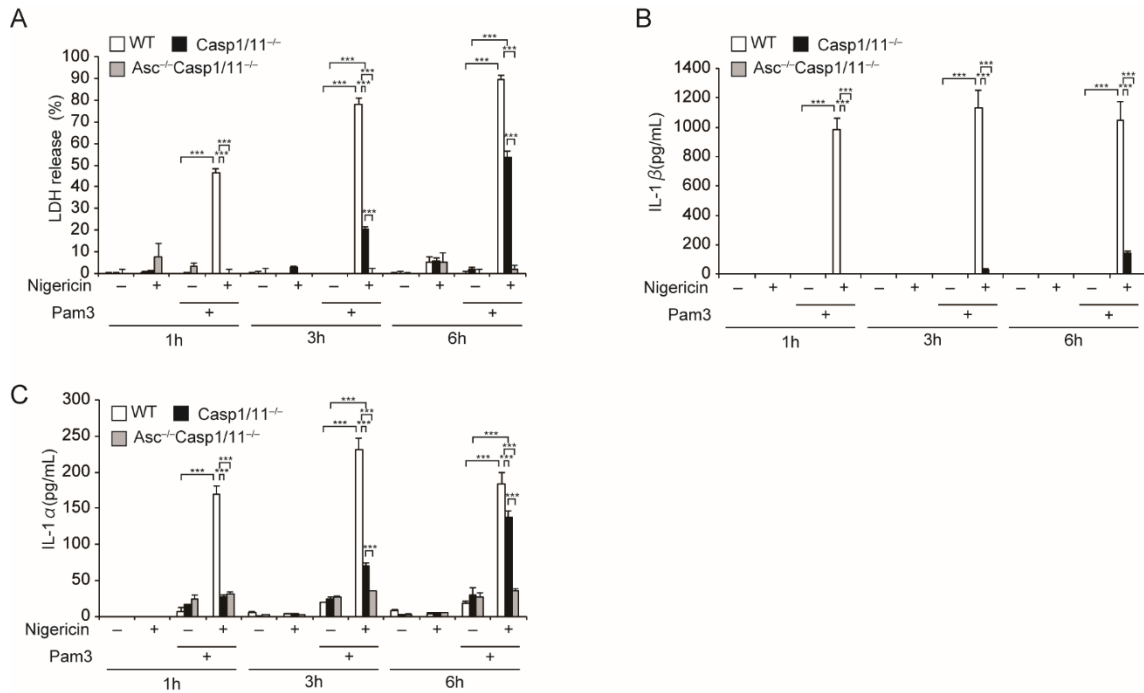 A
WT Casp1/11–/–
Asc–/–Casp1/11–/–
LDH release (%)
100
90
80
70
60
50
40
30
20
10
0
*** *** *** *** *** *** *** *** *** *** *** *** ***
Nigericin – + – + – + – + – + – +
Pam3 + + +
1h 3h 6h
B
WT Casp1/11–/–
Asc–/–Casp1/11–/–
IL-1 β(pg/mL)
1400
1200
1000
800
600
400
200
0
*** *** *** *** *** *** *** *** ***
Nigericin – + – + – + – + – + – +
Pam3 + + +
1h 3h 6h
C
WT Casp1/11–/–
Asc–/–Casp1/11–/–
IL-1 α(pg/mL)
300
250
200
150
100
50
0
*** *** *** *** *** *** *** *** *** *** *** *** ***
Nigericin – + – + – + – + – + – +
Pam3 + + +
1h 3h 6h